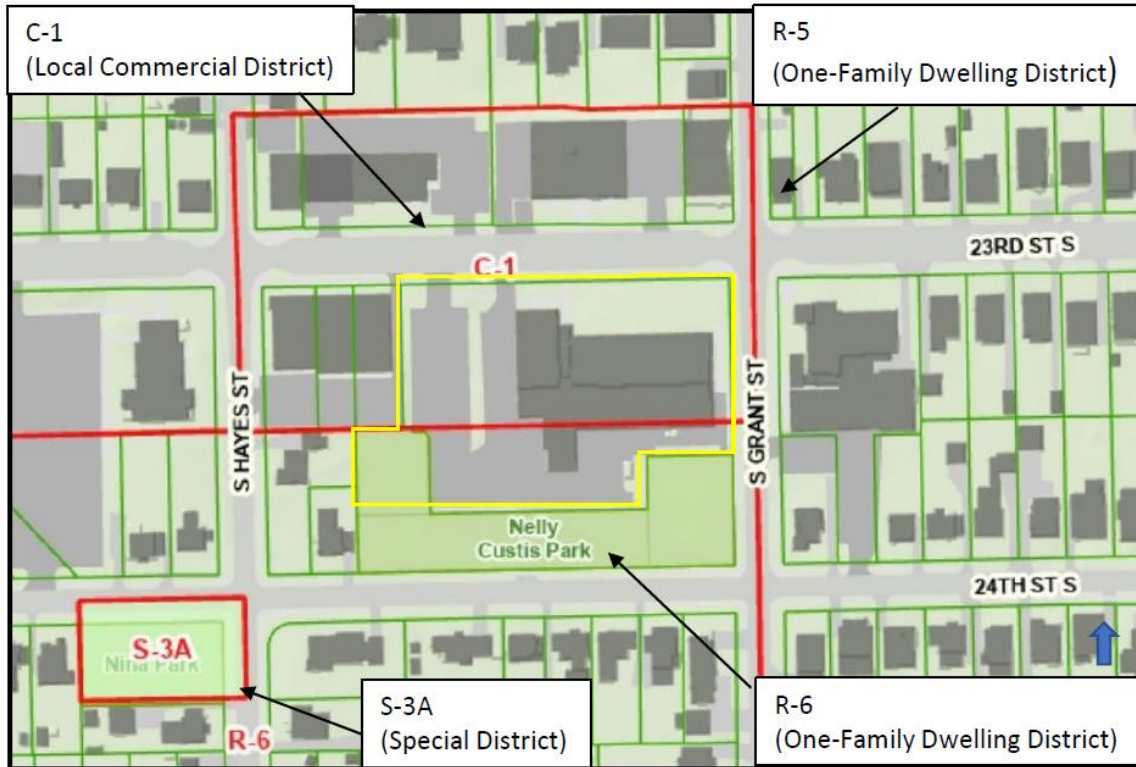 C-1
(Local Commercial District)
R-5
(One-Family Dwelling District)
23RD ST S
C-1
S HAYES ST
S GRANT ST
Nelly
Custis Park
24TH ST S
S-3A
Nina Park
S-3A
(Special District)
R-6
R-6
(One-Family Dwelling District)